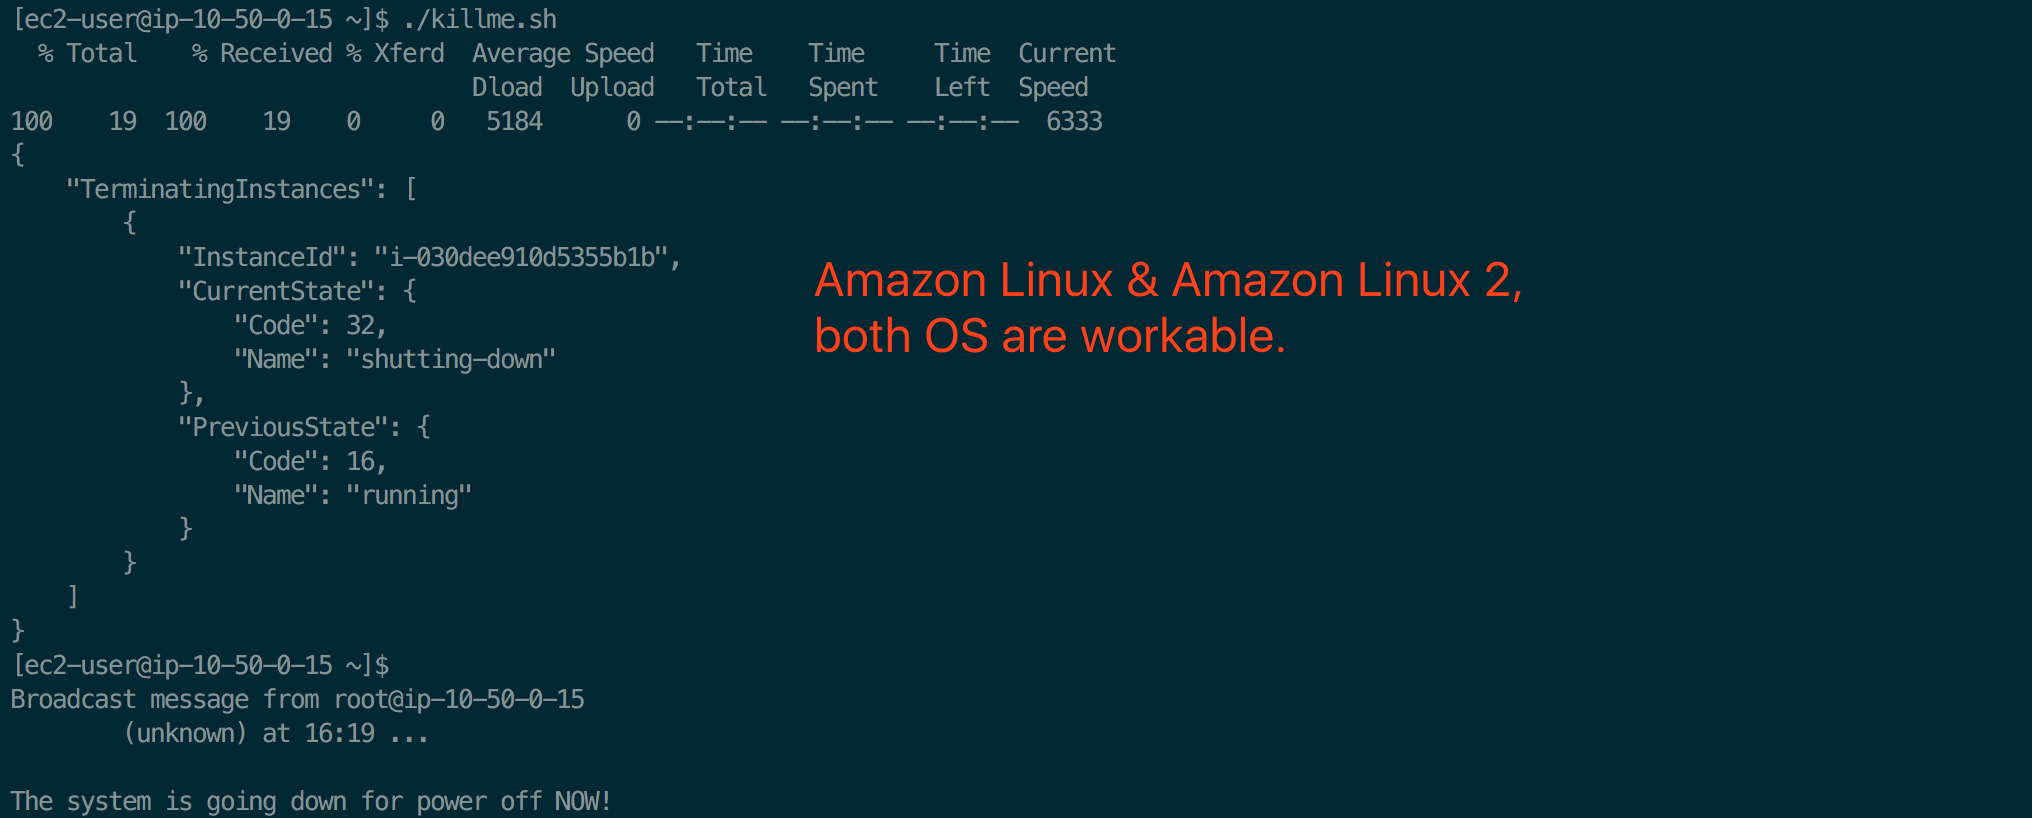 [ec2-user@ip-10-50-0-15 ~]$ ./killme.sh
  % Total    % Received % Xferd  Average Speed   Time    Time     Time  Current
                                 Dload  Upload   Total   Spent    Left  Speed
100    19  100    19    0     0   5184      0 --:--:-- --:--:-- --:--:--  6333
{
    "TerminatingInstances": [
        {
            "InstanceId": "i-030dee910d5355b1b",
            "CurrentState": {
                "Code": 32,
                "Name": "shutting-down"
            },
            "PreviousState": {
                "Code": 16,
                "Name": "running"
            }
        }
    ]
}
[ec2-user@ip-10-50-0-15 ~]$
Broadcast message from root@ip-10-50-0-15
        (unknown) at 16:19 ...
The system is going down for power off NOW!
Amazon Linux & Amazon Linux 2,
both OS are workable.